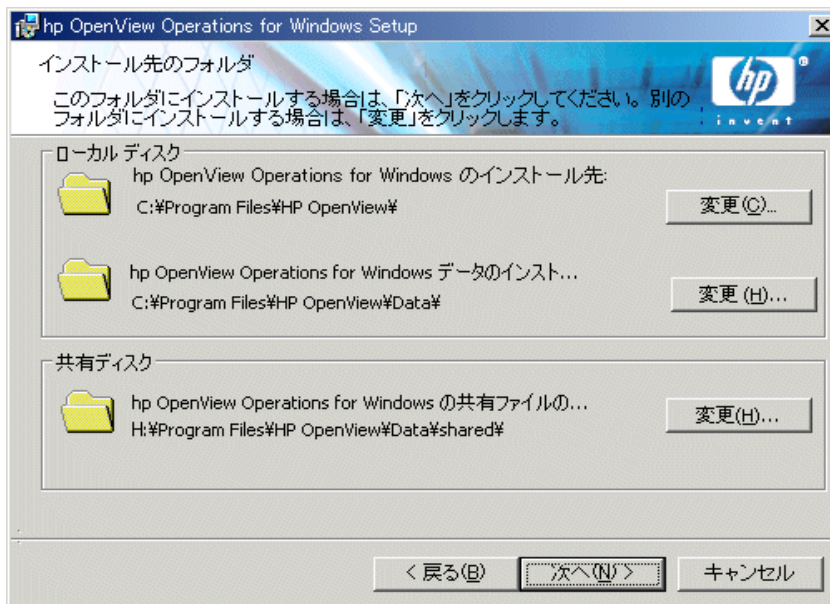 hp OpenView Operations for Windows Setup
インストール先のフォルダ
このフォルダにインストールする場合は、「次へ」をクリックしてください。別の
フォルダにインストールする場合は、「変更」をクリックします。
hp
®
invent
ローカル ディスク
hp OpenView Operations for Windows のインストール先:
C:¥Program Files¥HP OpenView¥
変更(C)...
hp OpenView Operations for Windows データのインスト...
C:¥Program Files¥HP OpenView¥Data¥
変更 (H)...
共有ディスク
hp OpenView Operations for Windows の共有ファイルの...
H:¥Program Files¥HP OpenView¥Data¥shared¥
変更(H)...
< 戻る(B)
次へ(N) >
キャンセル